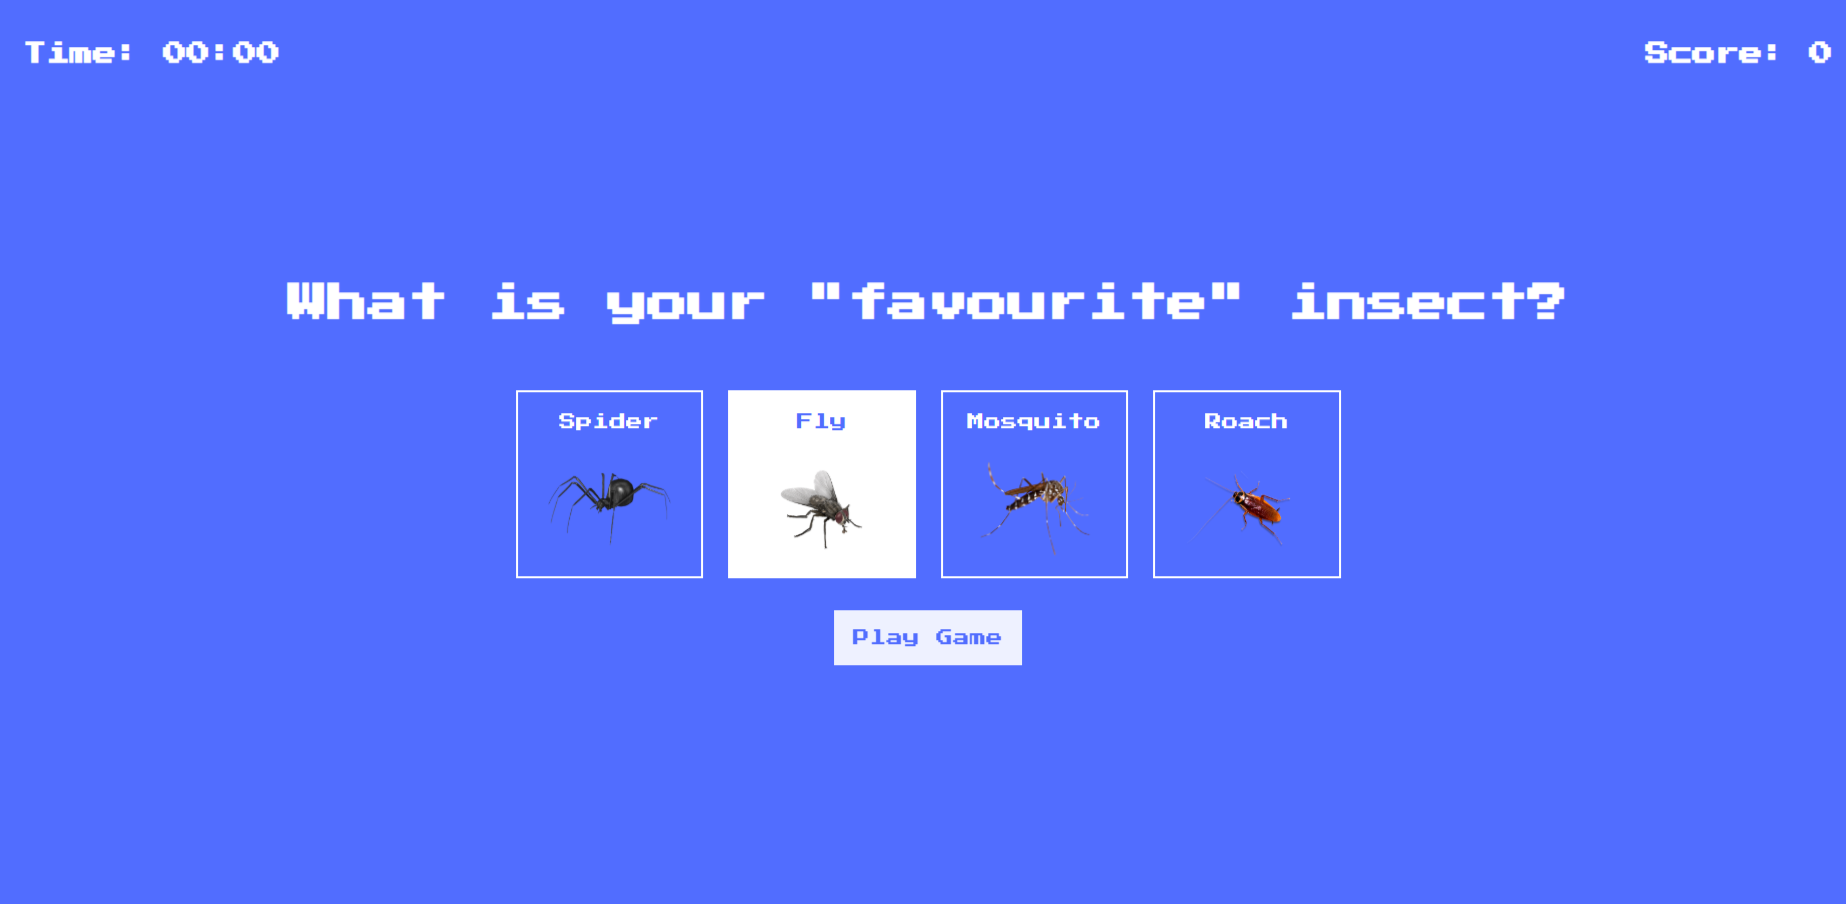 Time: 00:00
Score: 0
What is your "favourite" insect?
Spider
Fly
Mosquito
Roach
Play Game